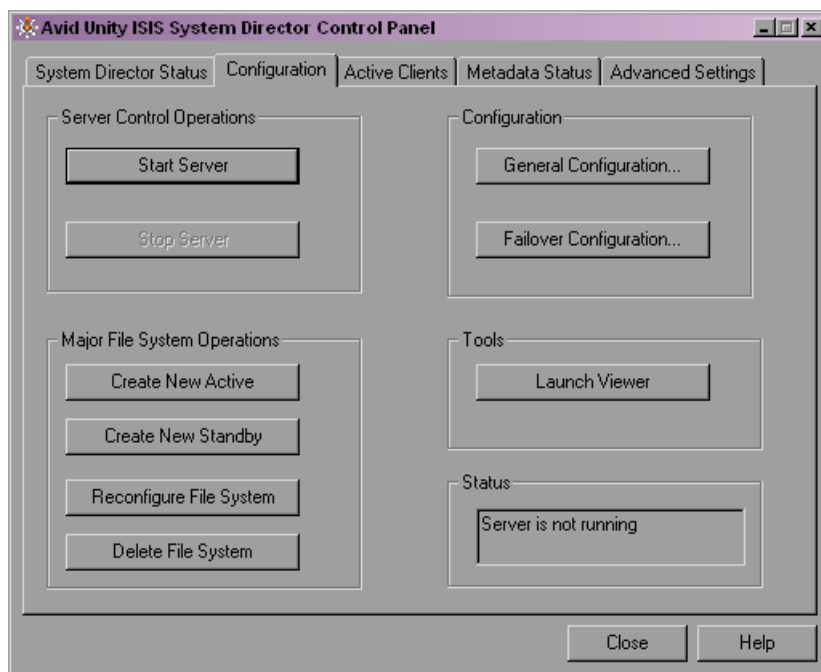 Avid Unity ISIS System Director Control Panel
System Director Status
Configuration
Active Clients
Metadata Status
Advanced Settings
Server Control Operations
Start Server
Stop Server
Configuration
General Configuration...
Failover Configuration...
Major File System Operations
Create New Active
Create New Standby
Reconfigure File System
Delete File System
Tools
Launch Viewer
Status
Server is not running
Close
Help